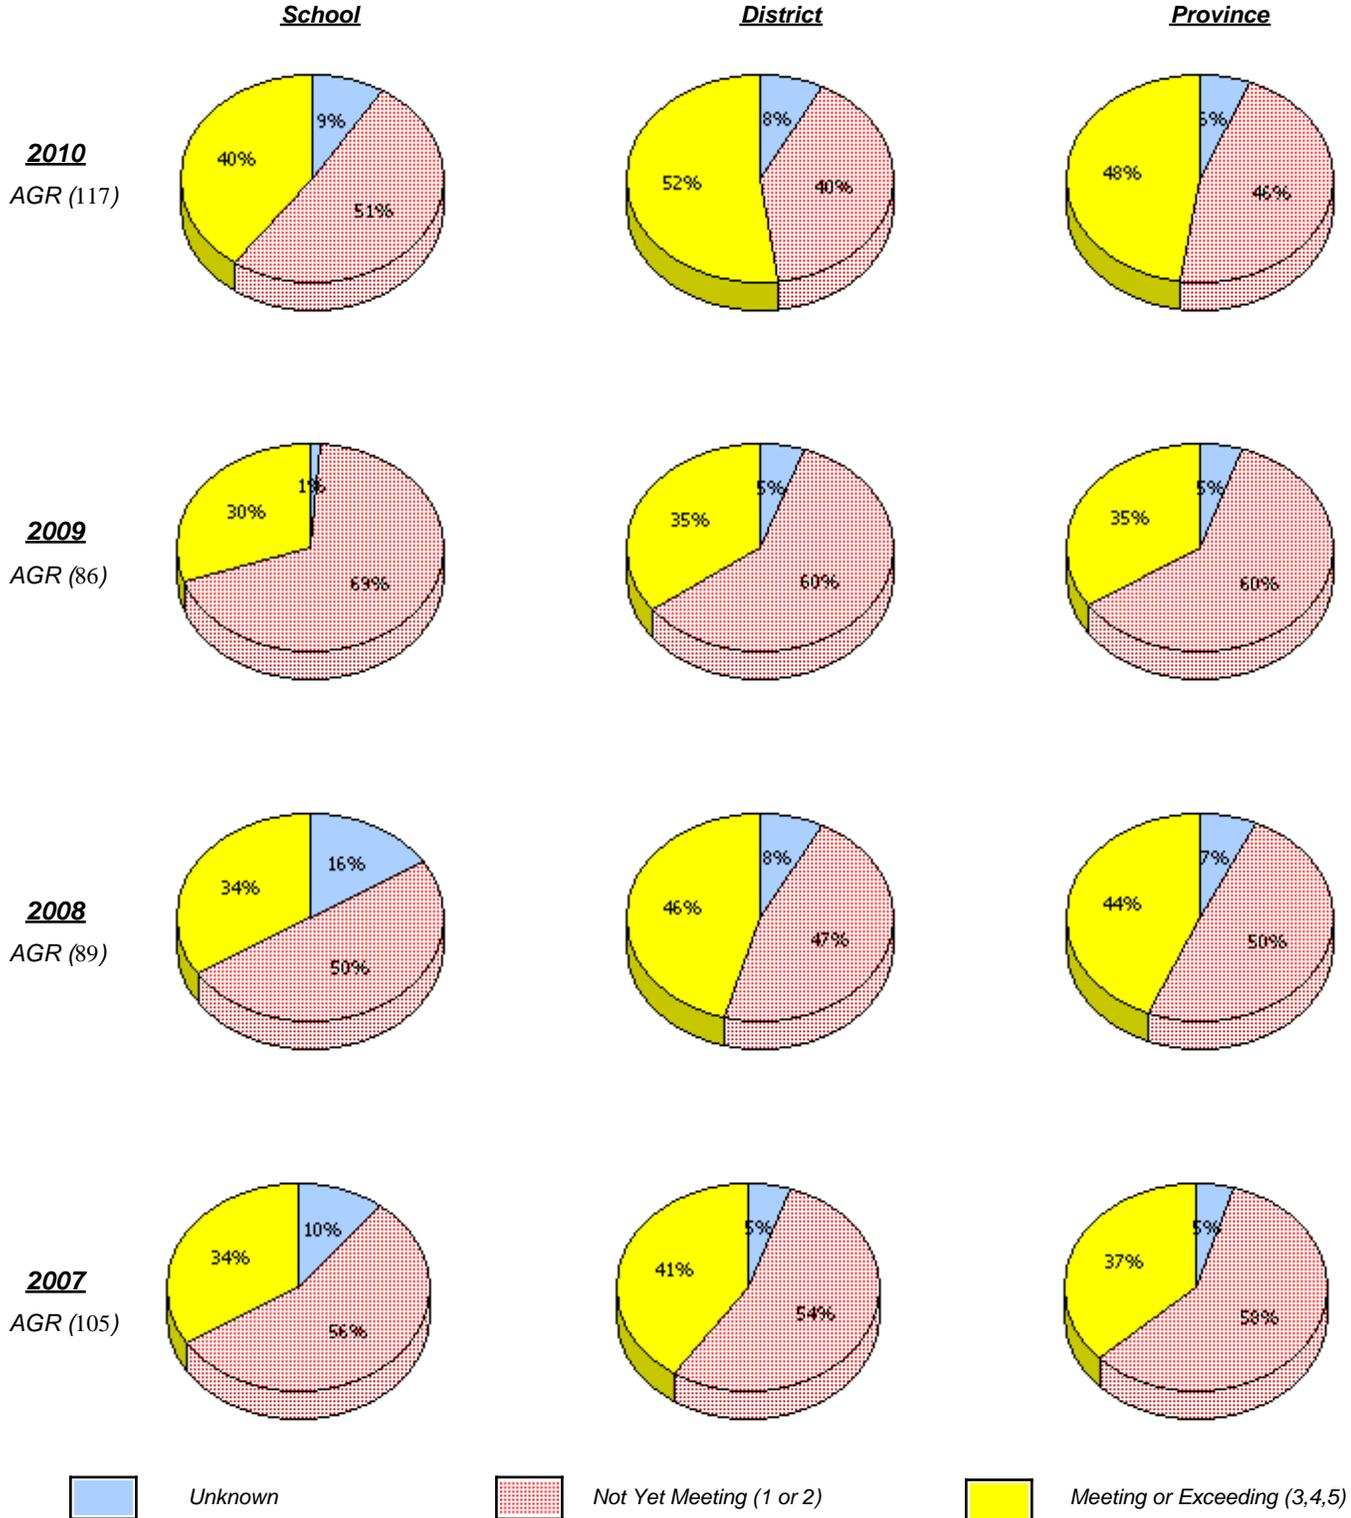 School District Province
9% 8% 6%
2010
40% 52% 40% 48% 46%
AGR (117) 51%
1% 5% 5%
30% 35% 35%
2009
AGR (86) 69% 60% 60%
16% 8% 7%
34% 46% 44%
2008
47% 50%
AGR (89) 50%
10% 5% 5%
34% 41% 37%
2007
AGR (105) 56% 54% 58%
Unknown Not Yet Meeting (1 or 2) Meeting or Exceeding (3,4,5)